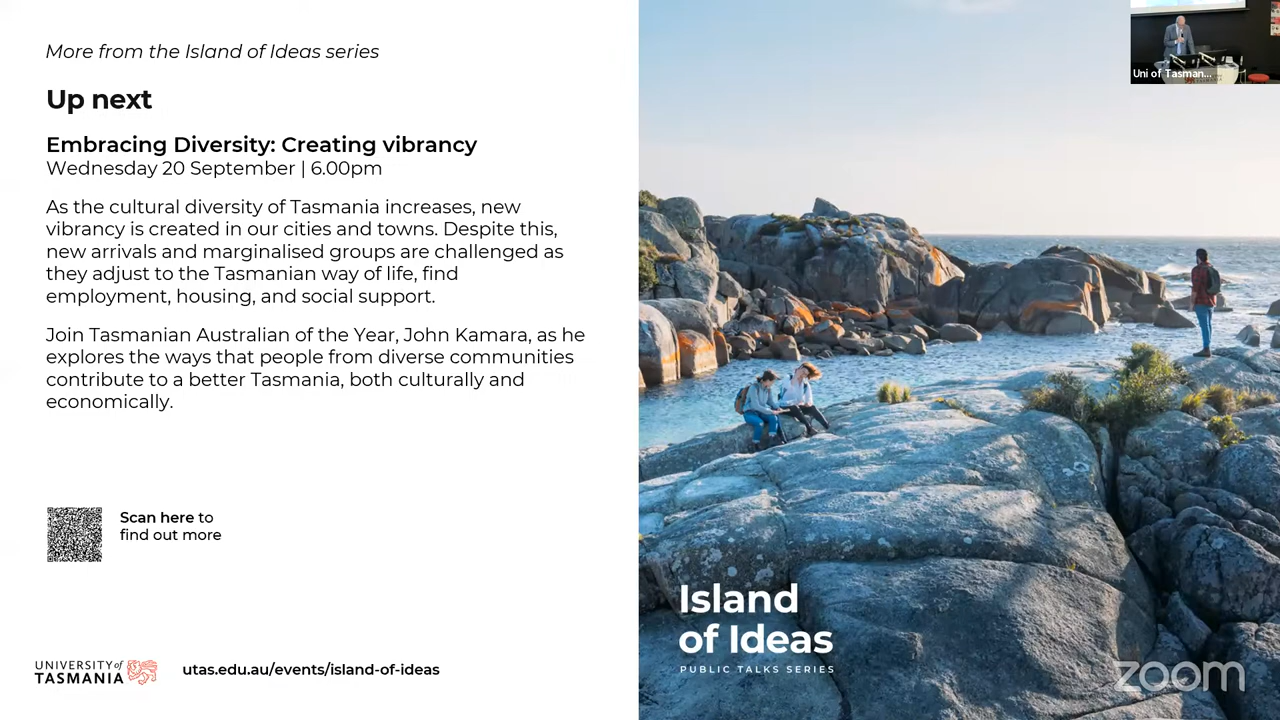 More from the Island of Ideas series
Up next
Embracing Diversity: Creating vibrancy
Wednesday 20 September | 6.00pm
As the cultural diversity of Tasmania increases, new
vibrancy is created in our cities and towns. Despite this,
new arrivals and marginalised groups are challenged as
they adjust to the Tasmanian way of life, find
employment, housing, and social support.
Join Tasmanian Australian of the Year, John Kamara, as he
explores the ways that people from diverse communities
contribute to a better Tasmania, both culturally and
economically.
Scan here to
find out more
UNIVERSITY of
TASMANIA
utas.edu.au/events/island-of-ideas
Uni of Tasman...
Island
of Ideas
PUBLIC TALKS SERIES
zoom